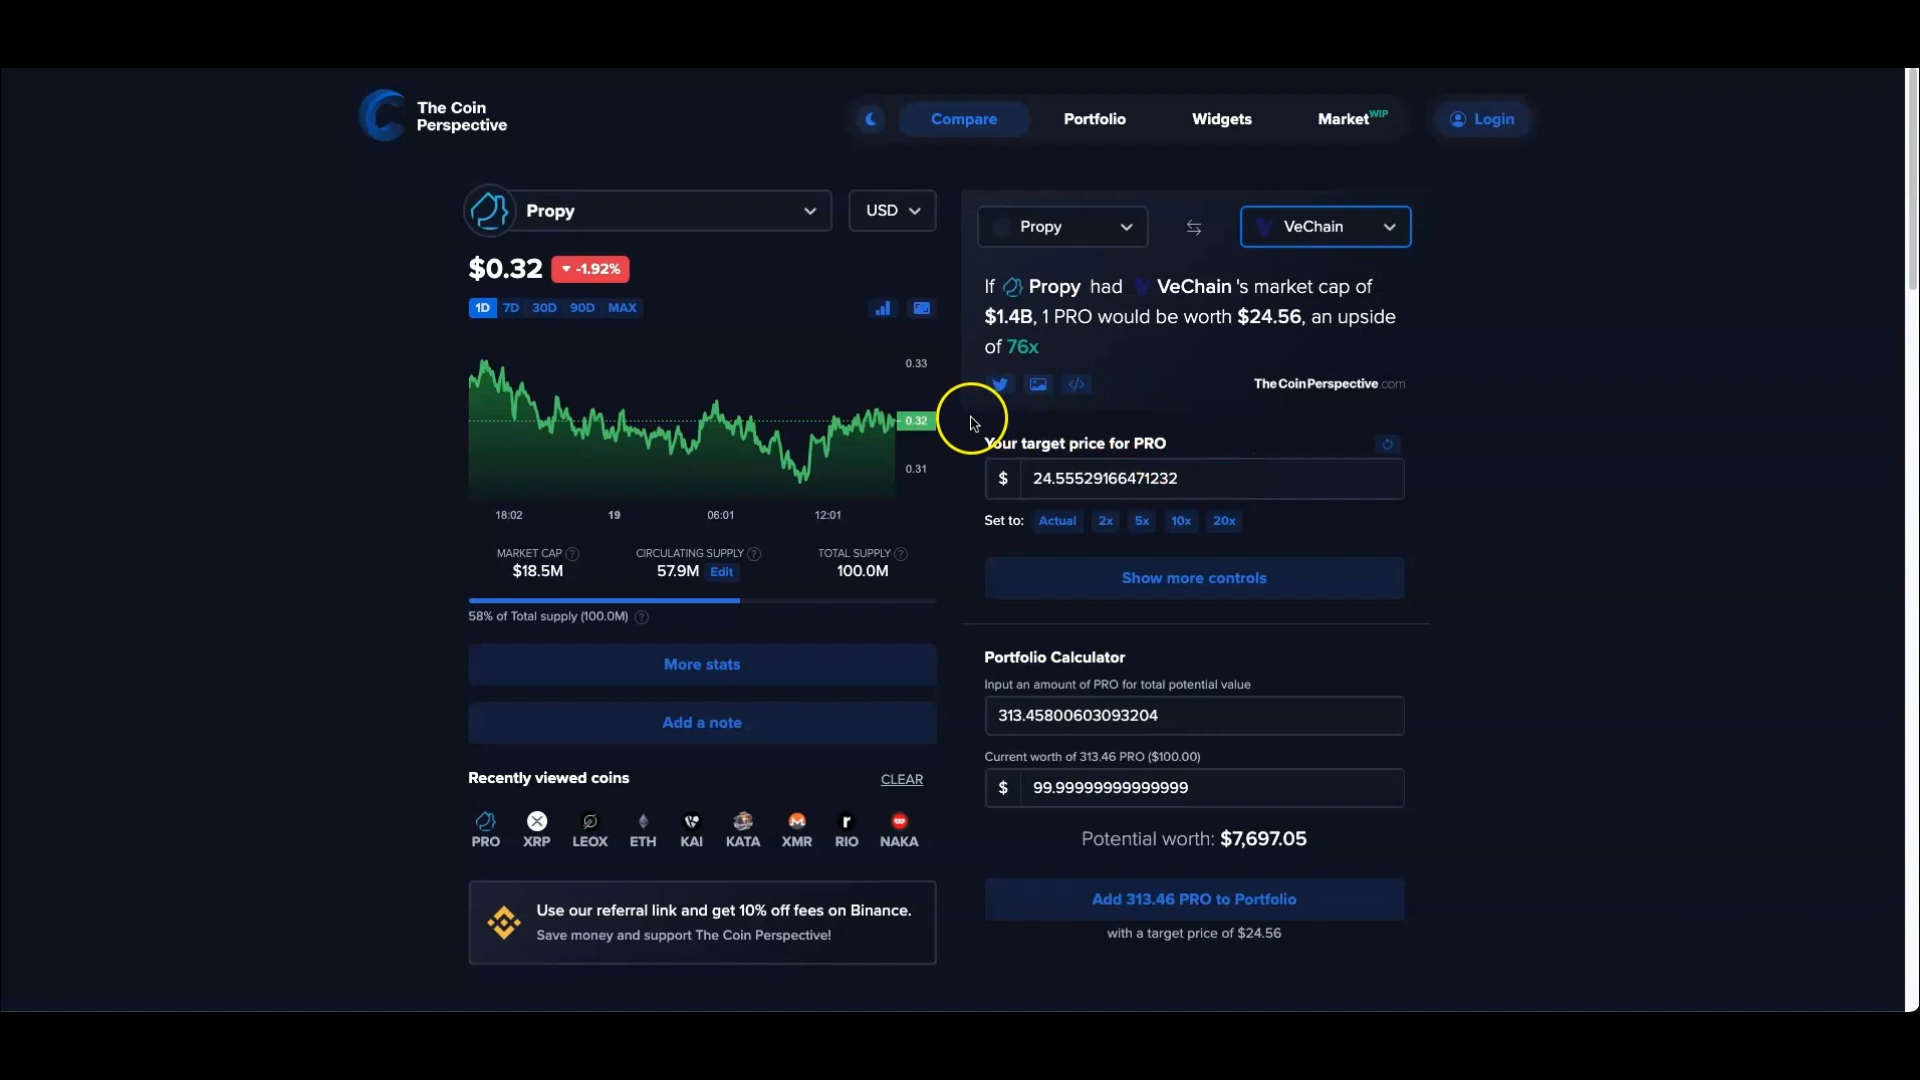 The Coin
Perspective
Compare
Portfolio
Widgets
Market WIP
Login
Propy
USD
$0.32
-1.92%
1D 7D 30D 90D MAX
0.33
0.32
0.31
18:02 19 06:01 12:01
MARKET CAP ?
$18.5M
CIRCULATING SUPPLY ?
57.9M Edit
TOTAL SUPPLY ?
100.0M
58% of Total supply (100.0M) ?
More stats
Add a note
Recently viewed coins
CLEAR
PRO XRP LEOX ETH KAI KATA XMR RIO NAKA
Use our referral link and get 10% off fees on Binance.
Save money and support The Coin Perspective!
Propy
VeChain
If Propy had VeChain 's market cap of
$1.4B, 1 PRO would be worth $24.56, an upside
of 76x
TheCoinPerspective.com
Your target price for PRO
$ 24.55529166471232
Set to: Actual 2x 5x 10x 20x
Show more controls
Portfolio Calculator
Input an amount of PRO for total potential value
313.45800603093204
Current worth of 313.46 PRO ($100.00)
$ 99.99999999999999
Potential worth: $7,697.05
Add 313.46 PRO to Portfolio
with a target price of $24.56